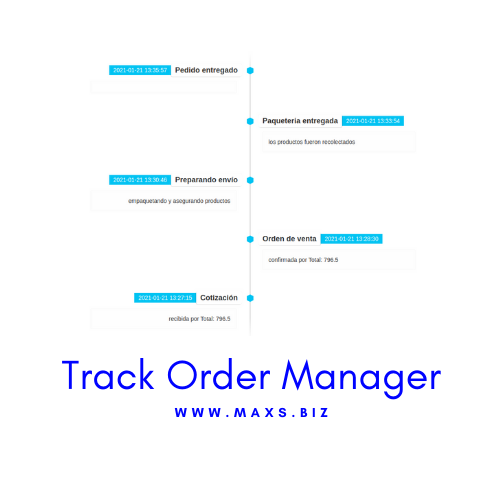 2021-01-21 13:35:57 Pedido entregado
Paqueteria entregada 2021-01-21 13:33:54
los productos fueron recolectados
2021-01-21 13:30:40 Preparando envio
empaquetando y asegurando productos
Orden de venta 2021-01-21 13:28:30
confirmada por Total: 796.5
2021-01-21 13:27:15 Cotización
recibida por Total: 796.5
Track Order Manager
WWW.MAXS.BIZ